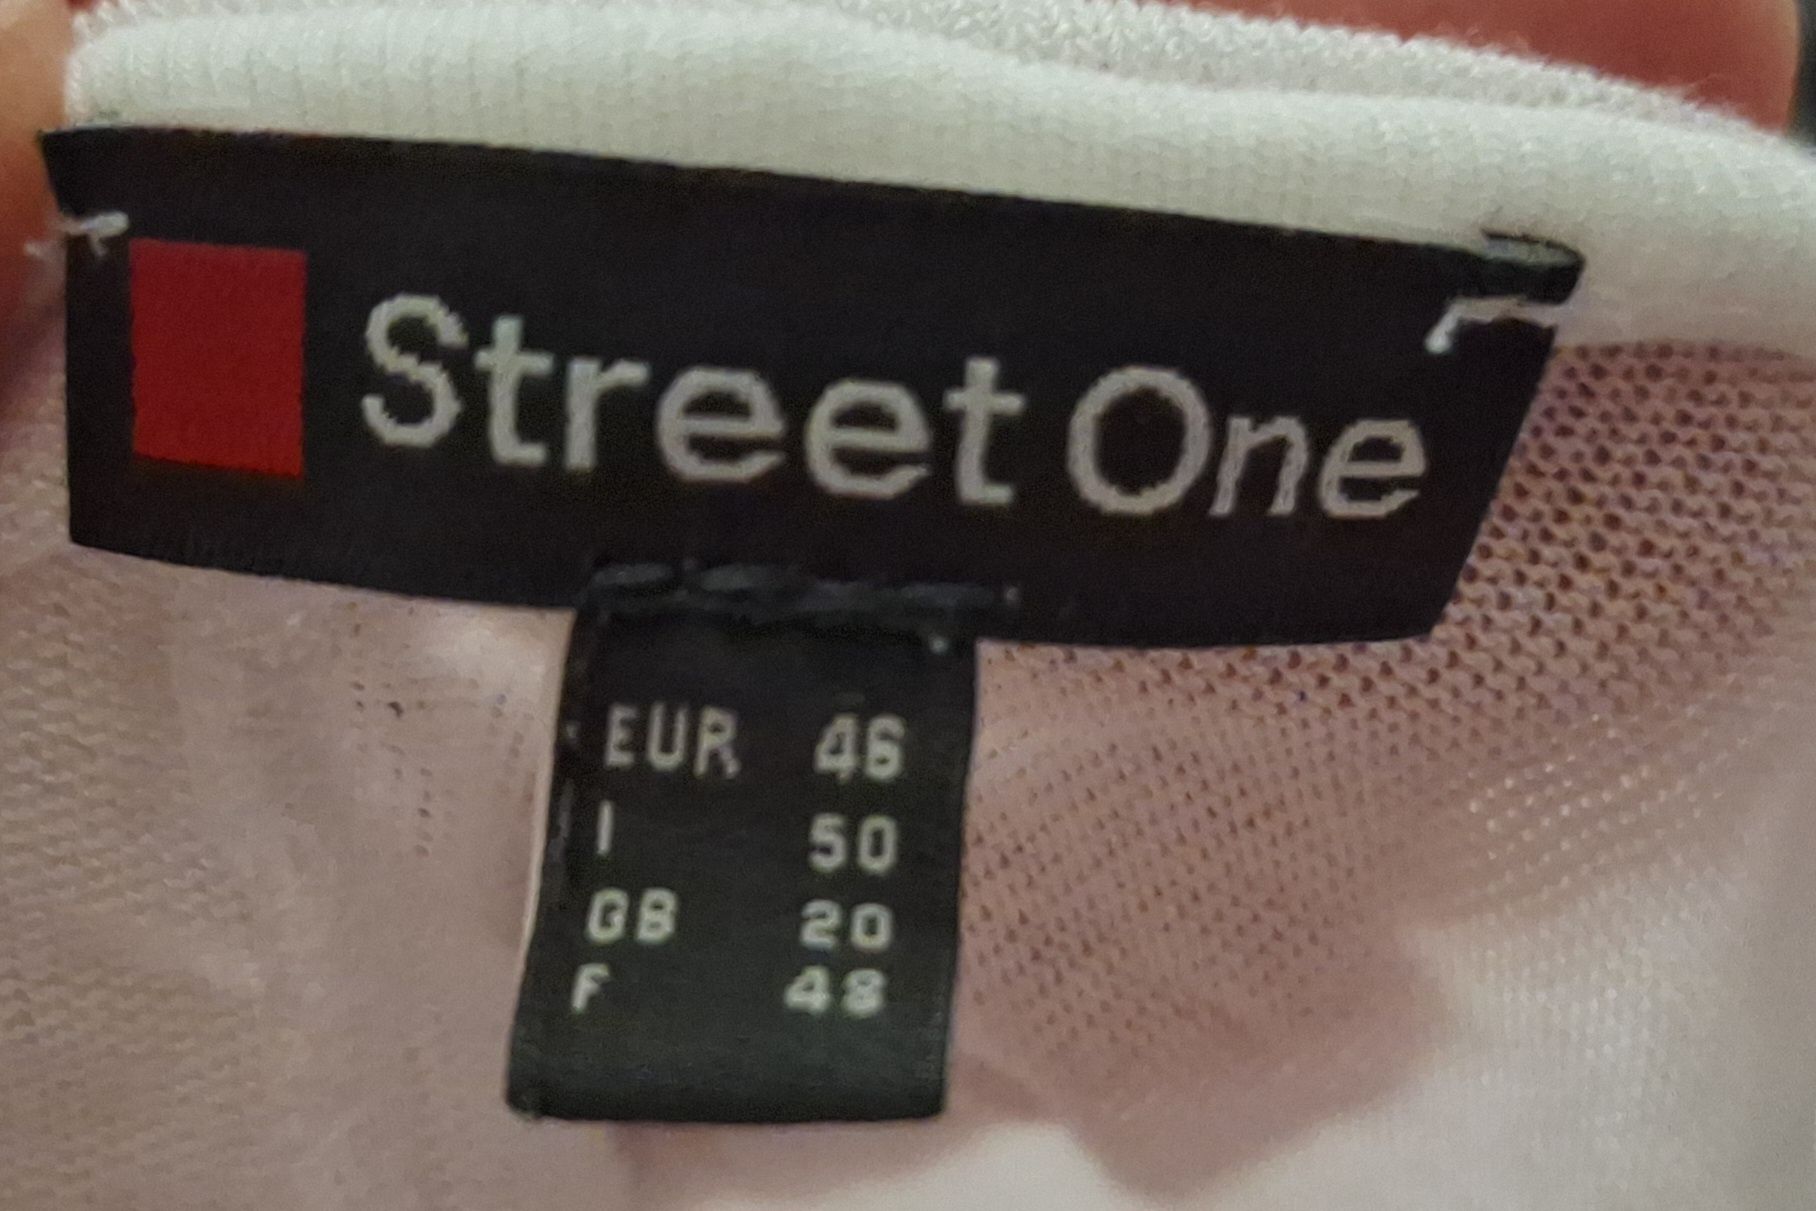 Street One
EUR 46
I 50
GB 20
F 48